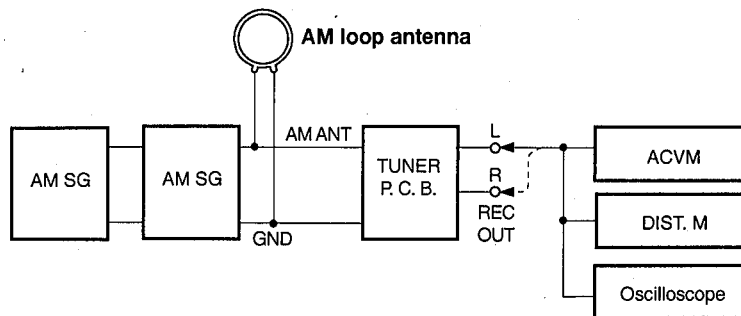 AM loop antenna
AM SG
AM SG
AM ANT
GND
TUNER
P. C. B.
L
R
REC
OUT
ACVM
DIST. M
Oscilloscope